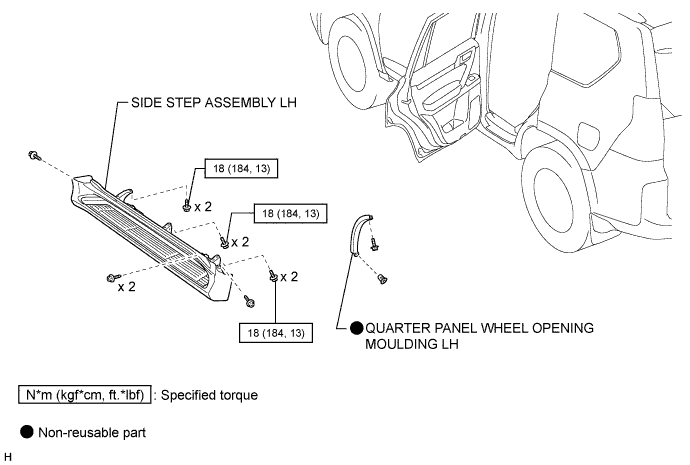 SIDE STEP ASSEMBLY LH
18 (184, 13)
x 2
18 (184, 13)
x 2
x 2
x 2
18 (184, 13)
QUARTER PANEL WHEEL OPENING
MOULDING LH
N*m (kgf*cm, ft.*lbf) : Specified torque
Non-reusable part
H